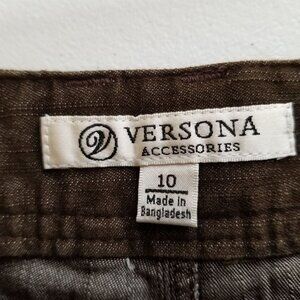 VERSONA
ACCESSORIES
10
Made in
Bangladesh